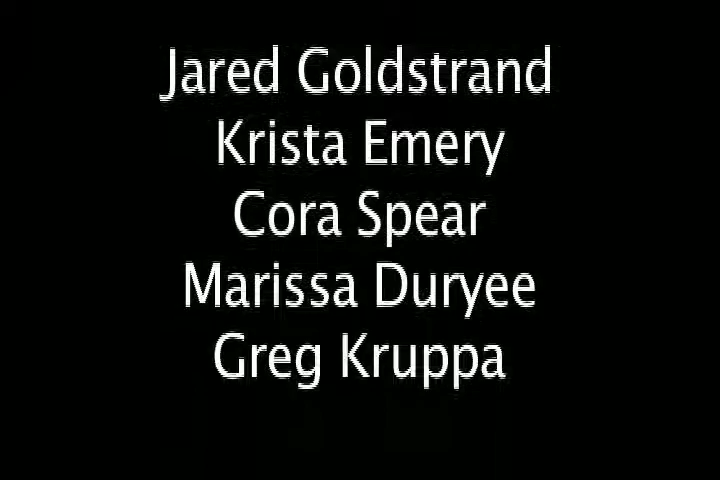 Jared Goldstrand
Krista Emery
Cora Spear
Marissa Duryee
Greg Kruppa